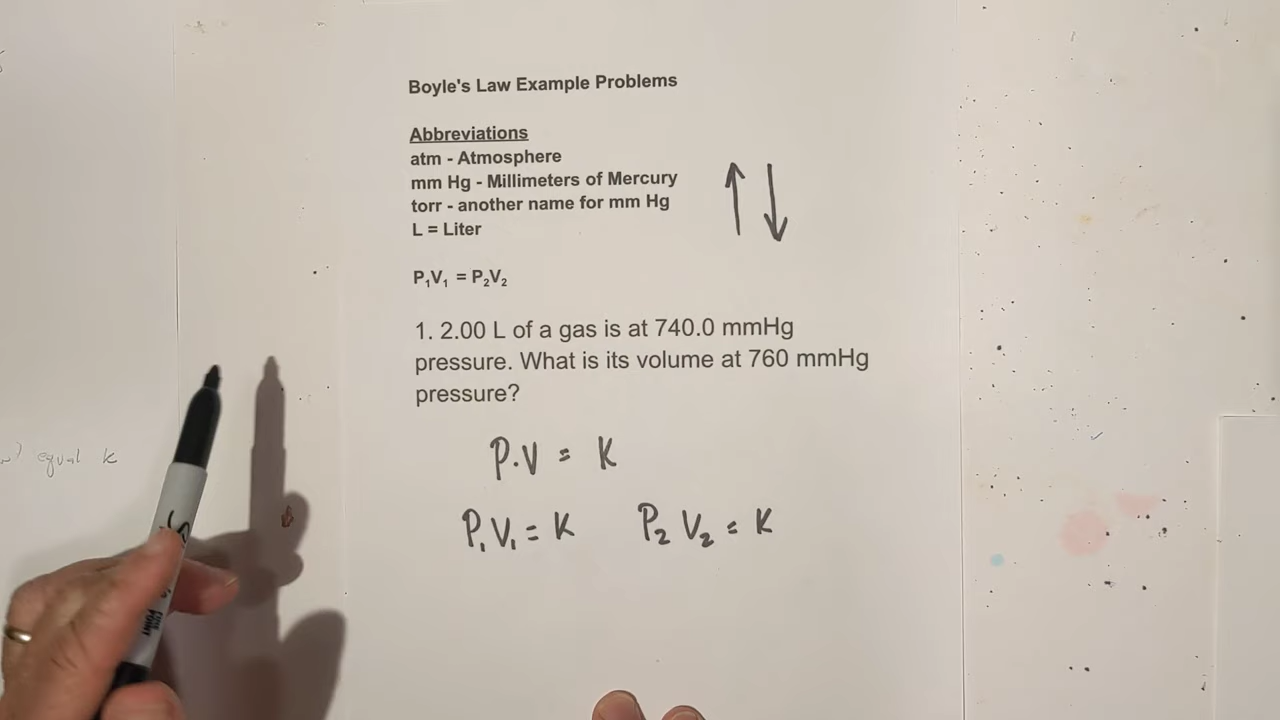 Boyle's Law Example Problems
Abbreviations
atm - Atmosphere
mm Hg - Millimeters of Mercury
torr - another name for mm Hg
L = Liter
P₁V₁ = P₂V₂
1. 2.00 L of a gas is at 740.0 mmHg
pressure. What is its volume at 760 mmHg
pressure?
P.V = K
P₁V₁ = K P₂V₂ = K
equal k